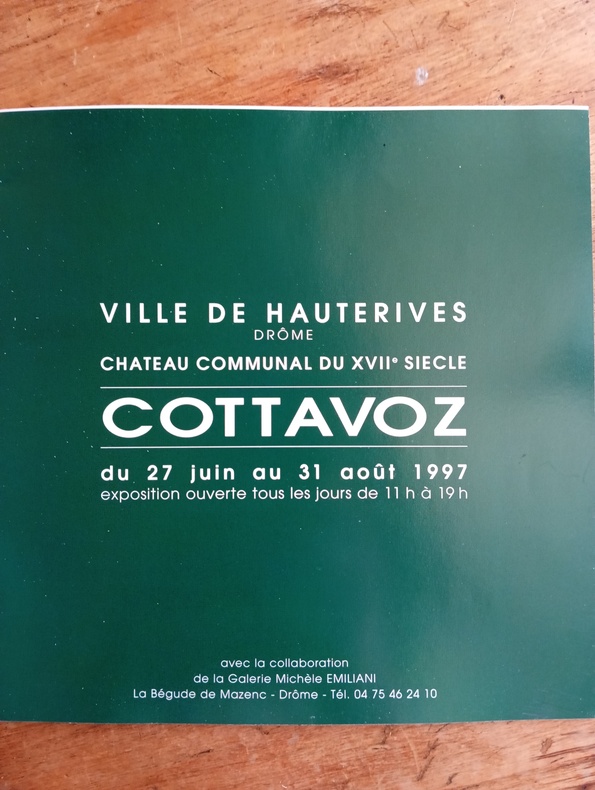 VILLE DE HAUTERIVES
DRÔME
CHATEAU COMMUNAL DU XVIIe SIECLE
COTTAVOZ
du 27 juin au 31 août 1997
exposition ouverte tous les jours de 11 h à 19 h
avec la collaboration
de la Galerie Michèle EMILIANI
La Bégude de Mazenc - Drôme - Tél. 04 75 46 24 10